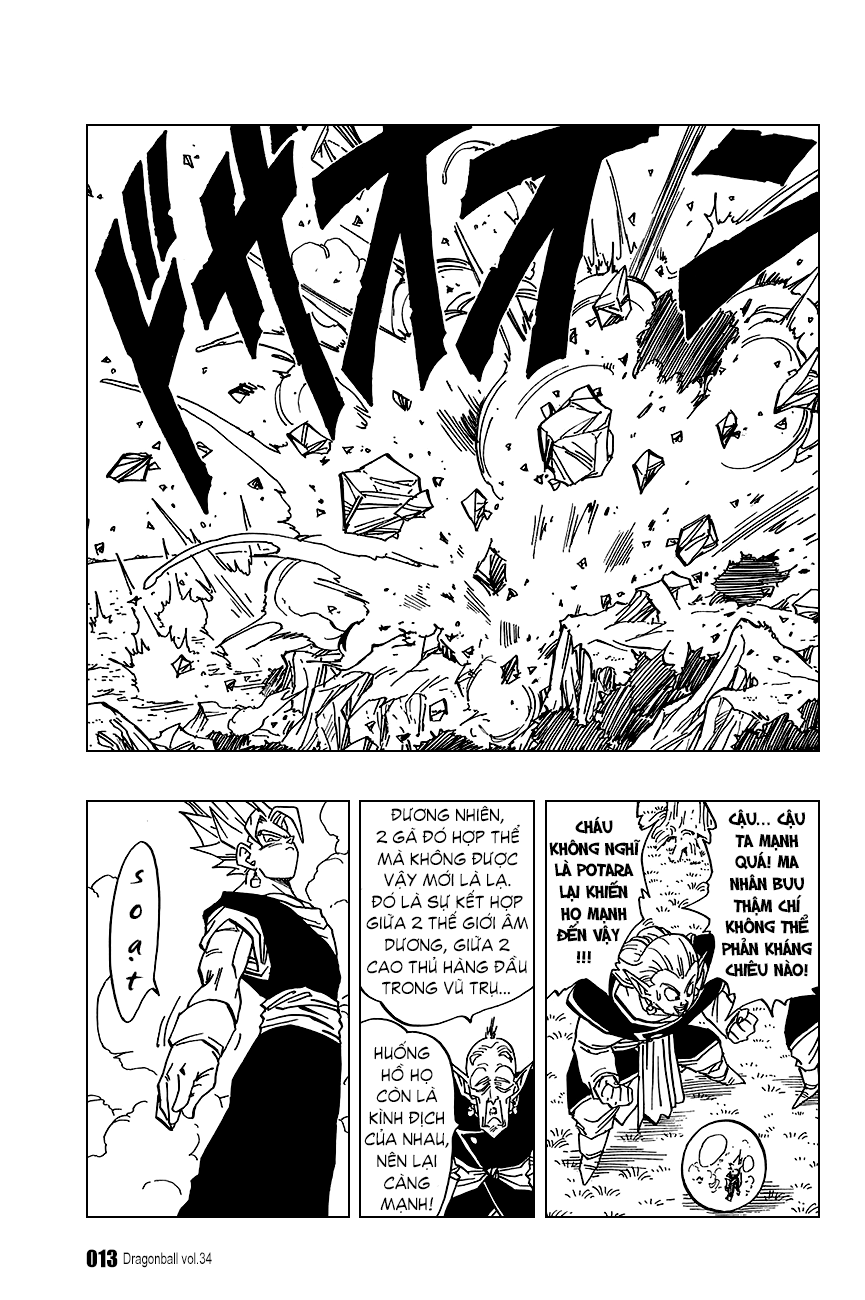 ドドオオオ
CẬU... CẬU
TA MẠNH
QUÁ! MA
NHÂN BUU
THẬM CHÍ
KHÔNG THỂ
PHẢN KHÁNG
CHIÊU NÀO!
CHÁU
KHÔNG NGHĨ
LÀ POTARA
LẠI KHIẾN
HỌ MẠNH
ĐẾN VẬY
!!!
ĐƯƠNG NHIÊN,
2 GÃ ĐÓ HỢP THỂ
MÀ KHÔNG ĐƯỢC
VẬY MỚI LÀ LẠ.
ĐÓ LÀ SỰ KẾT HỢP
GIỮA 2 THẾ GIỚI ÂM
DƯƠNG, GIỮA 2
CAO THỦ HÀNG ĐẦU
TRONG VŨ TRỤ...
HUỐNG
HỒ HỌ
CÒN LÀ
KÌNH ĐỊCH
CỦA NHAU,
NÊN LẠI
CÀNG
MẠNH!
soạt
013 Dragonball vol.34